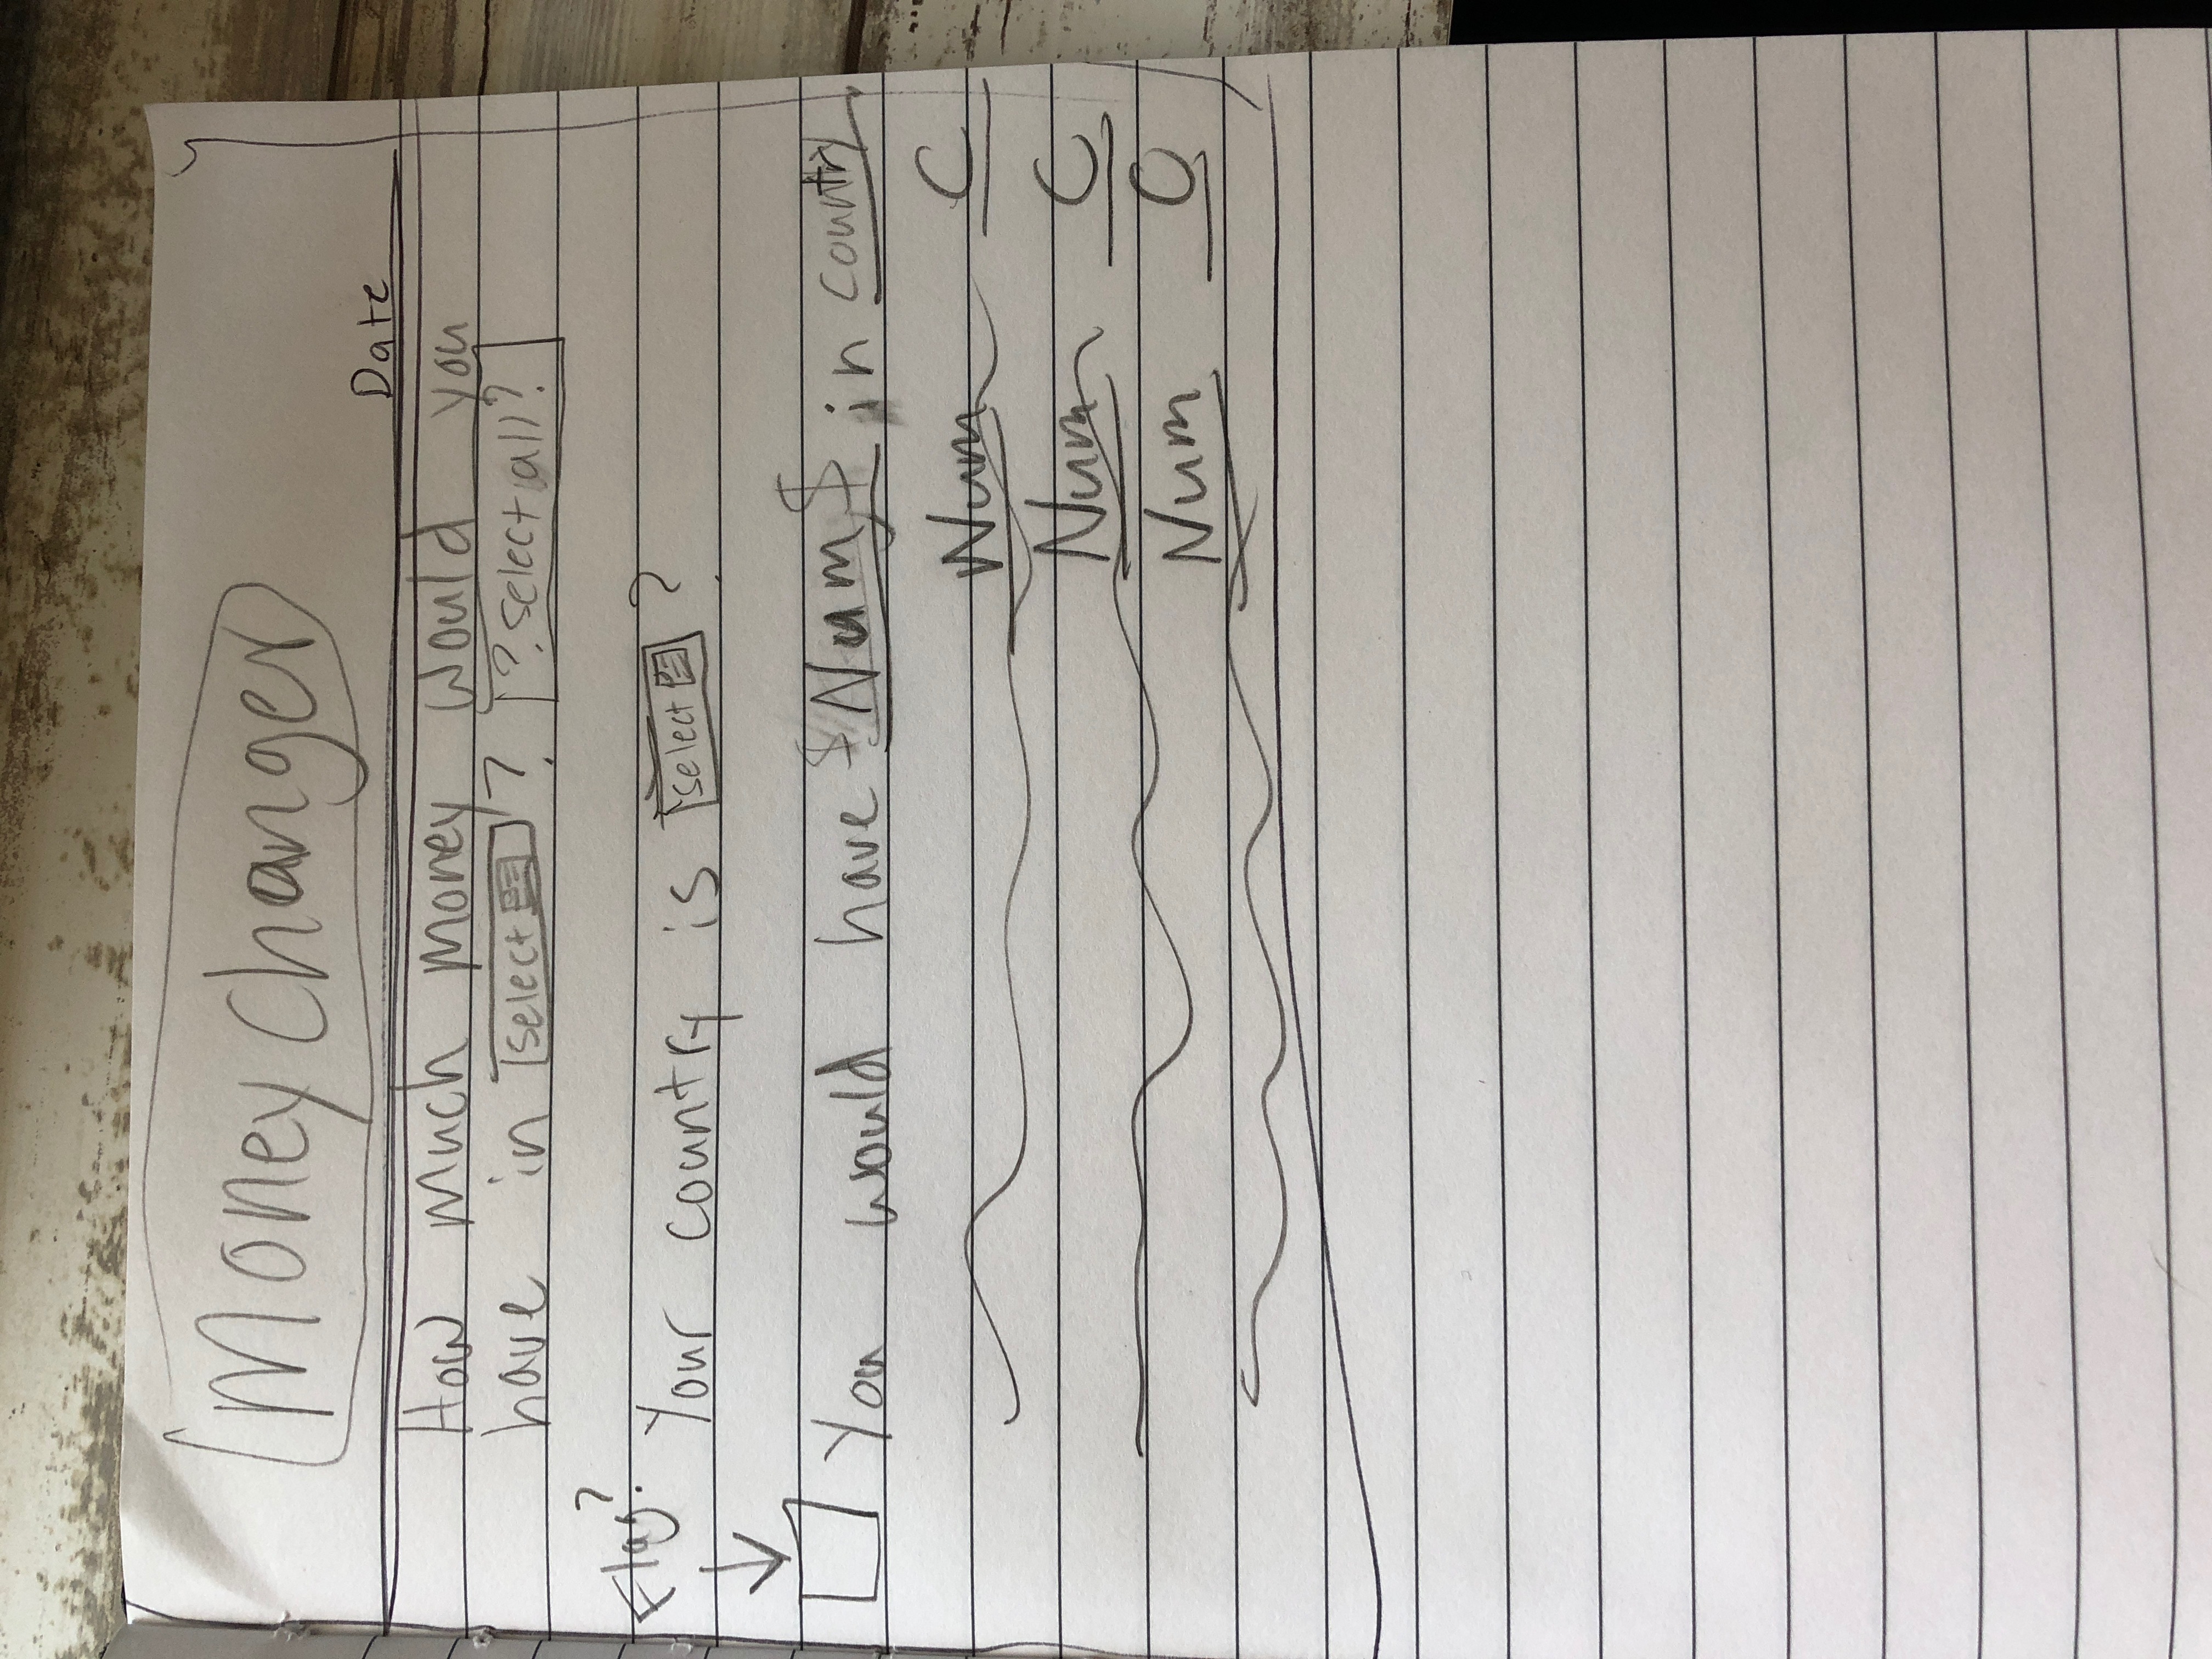 Money Changer
Date
How much money would you
have in select ? ? select all?
Flag?
Your country is select ?
You would have $ Num $ in country
Num C
Num C
Num C